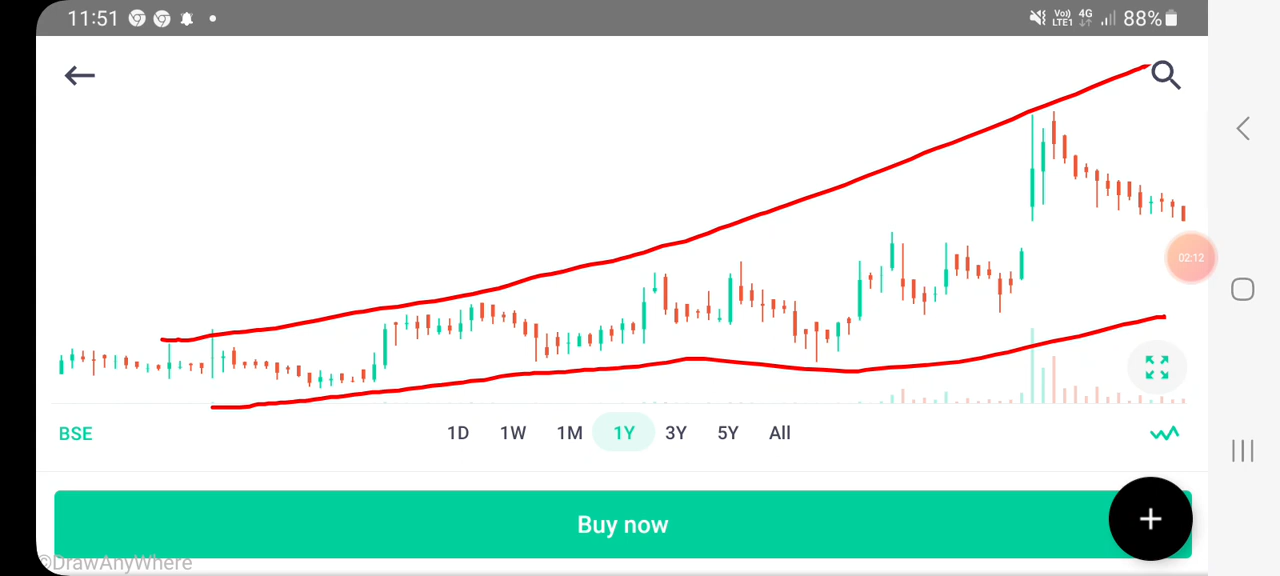 11:51 Vo)) 4G LTE1 88%
02:12
BSE 1D 1W 1M 1Y 3Y 5Y All
Buy now
©DrawAnyWhere